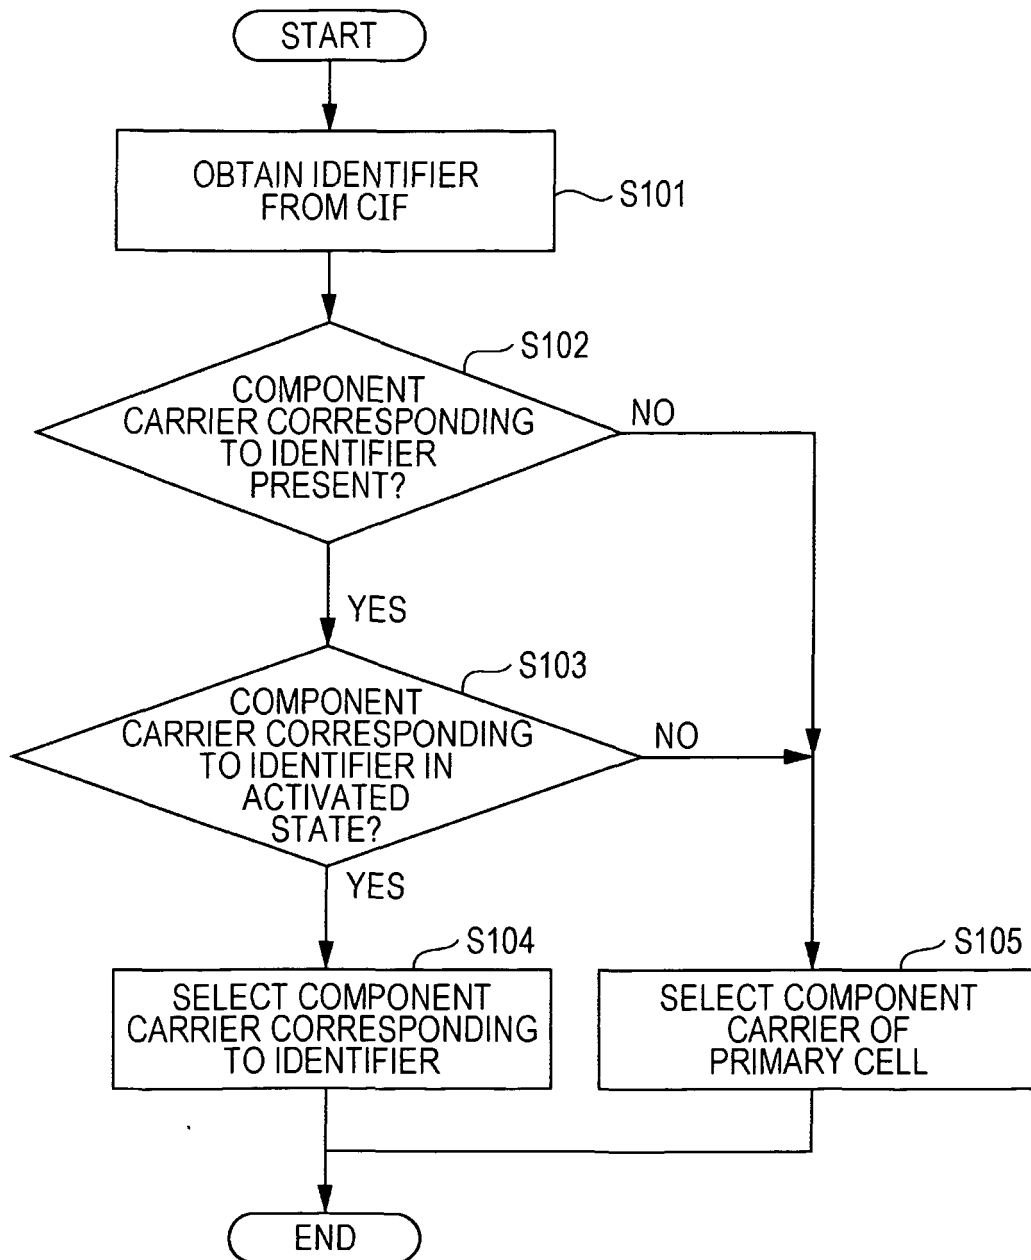 START
OBTAIN IDENTIFIER
FROM CIF
S101
S102
COMPONENT
CARRIER CORRESPONDING
TO IDENTIFIER
PRESENT?
NO
YES
S103
COMPONENT
CARRIER CORRESPONDING
TO IDENTIFIER IN
ACTIVATED
STATE?
NO
YES
S104
SELECT COMPONENT
CARRIER CORRESPONDING
TO IDENTIFIER
S105
SELECT COMPONENT
CARRIER OF
PRIMARY CELL
END